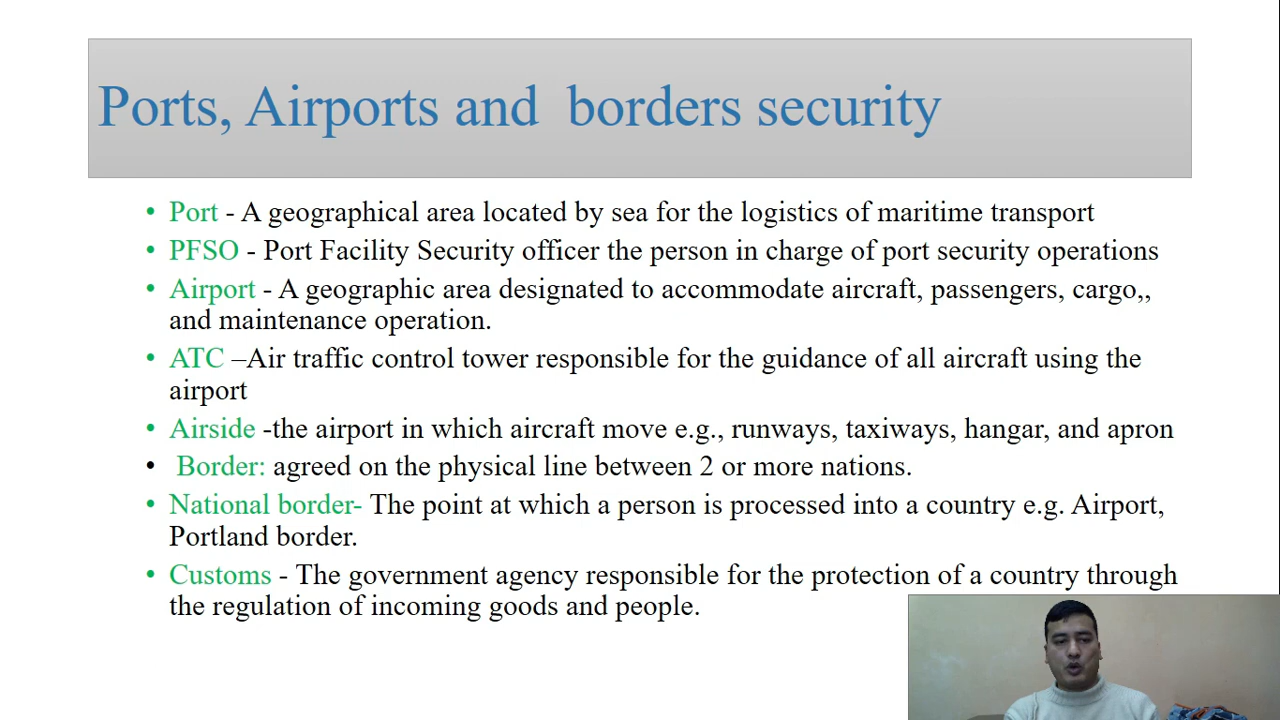 Ports, Airports and borders security
• Port - A geographical area located by sea for the logistics of maritime transport
• PFSO - Port Facility Security officer the person in charge of port security operations
• Airport - A geographic area designated to accommodate aircraft, passengers, cargo,,
and maintenance operation.
• ATC –Air traffic control tower responsible for the guidance of all aircraft using the
airport
• Airside -the airport in which aircraft move e.g., runways, taxiways, hangar, and apron
• Border: agreed on the physical line between 2 or more nations.
• National border- The point at which a person is processed into a country e.g. Airport,
Portland border.
• Customs - The government agency responsible for the protection of a country through
the regulation of incoming goods and people.